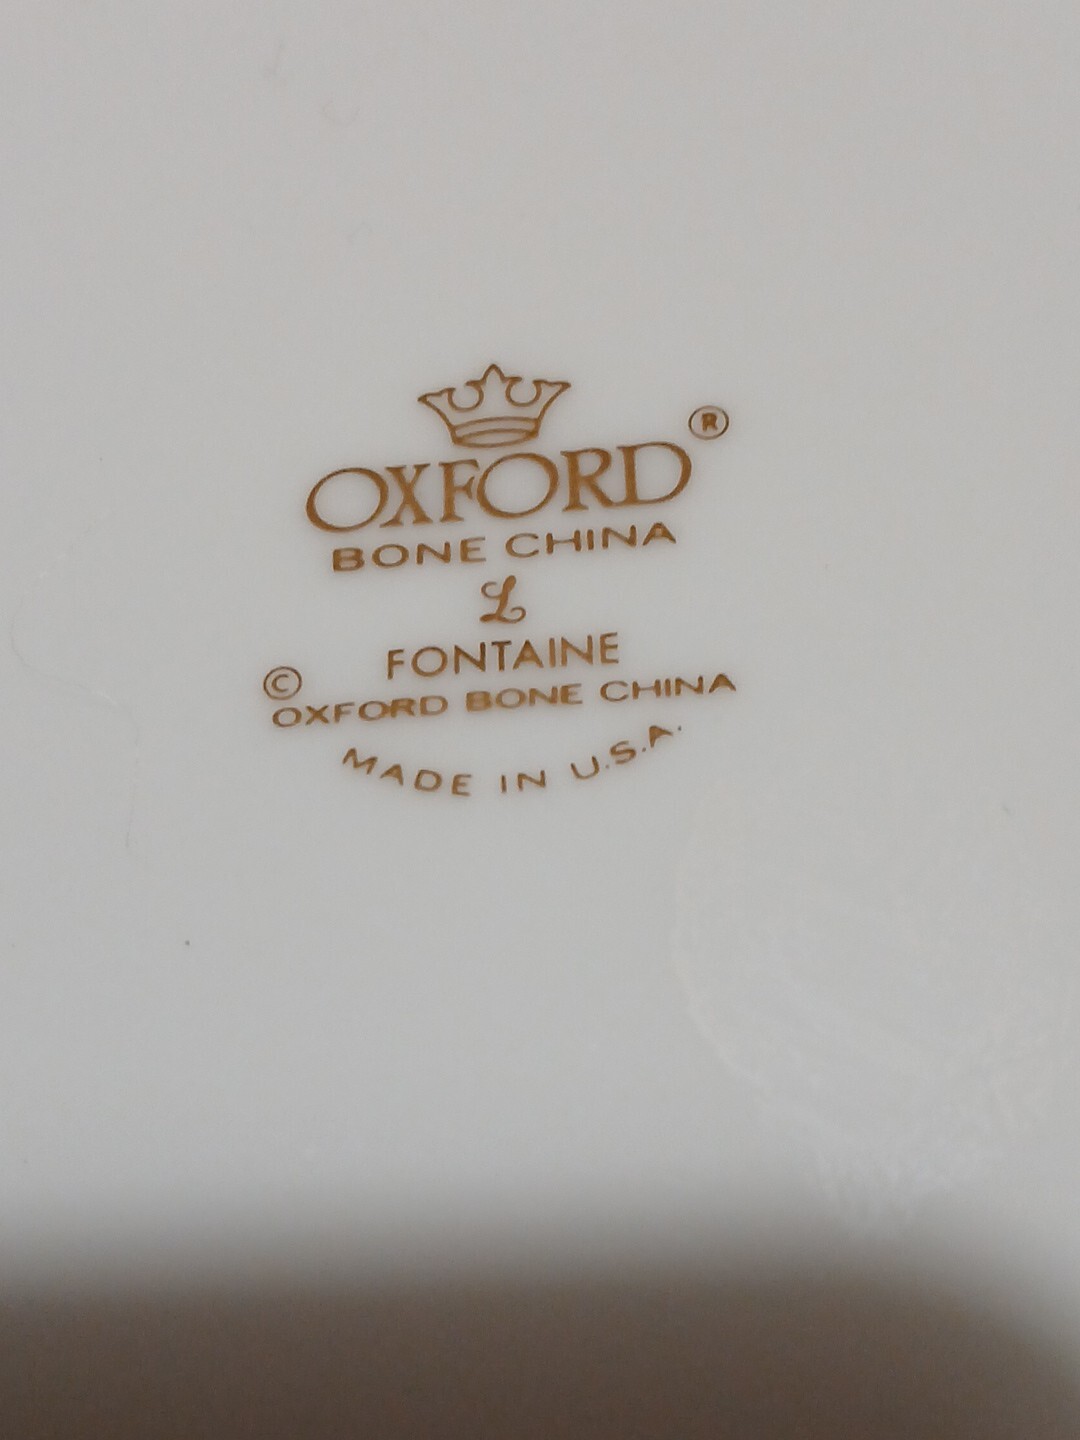 OXFORD ®
BONE CHINA
L
FONTAINE
© OXFORD BONE CHINA
MADE IN U.S.A.